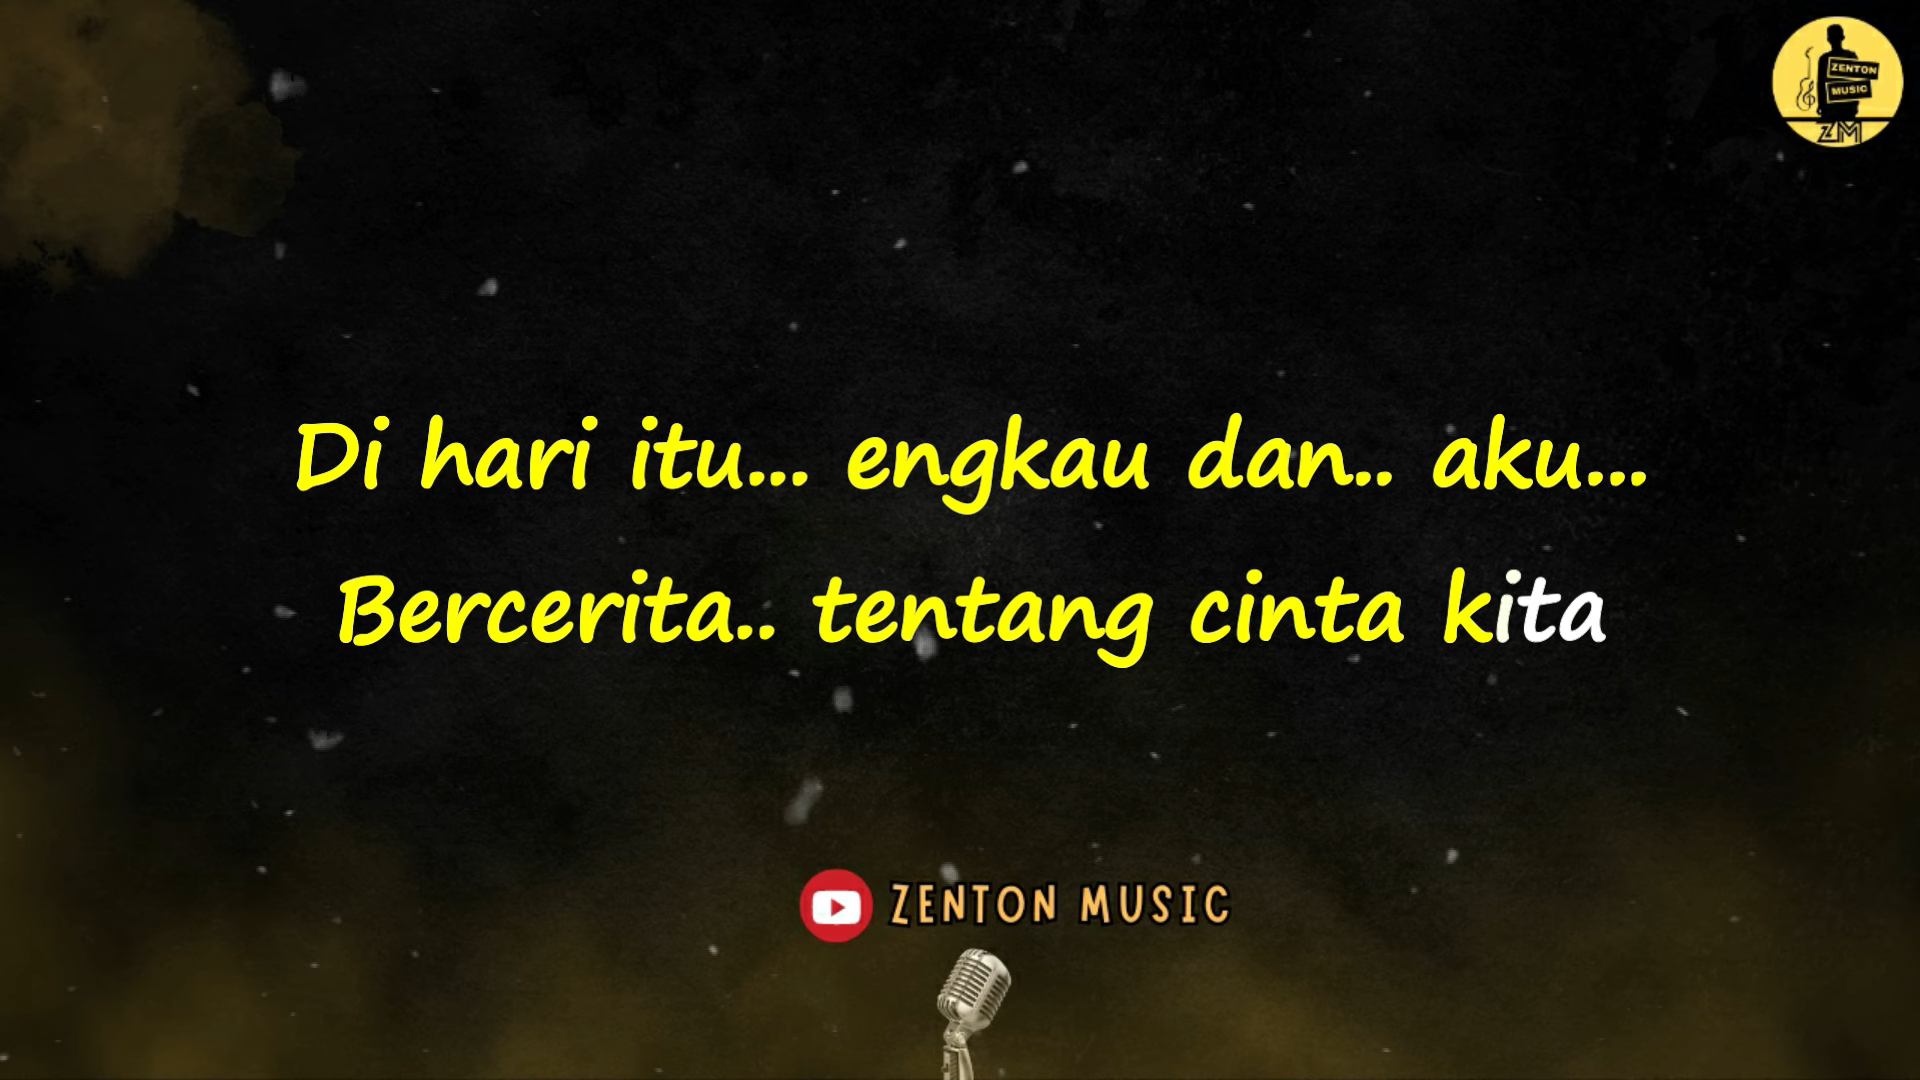 ZENTON
MUSIC
ZM
Di hari itu... engkau dan.. aku...
Bercerita.. tentang cinta kita
ZENTON MUSIC